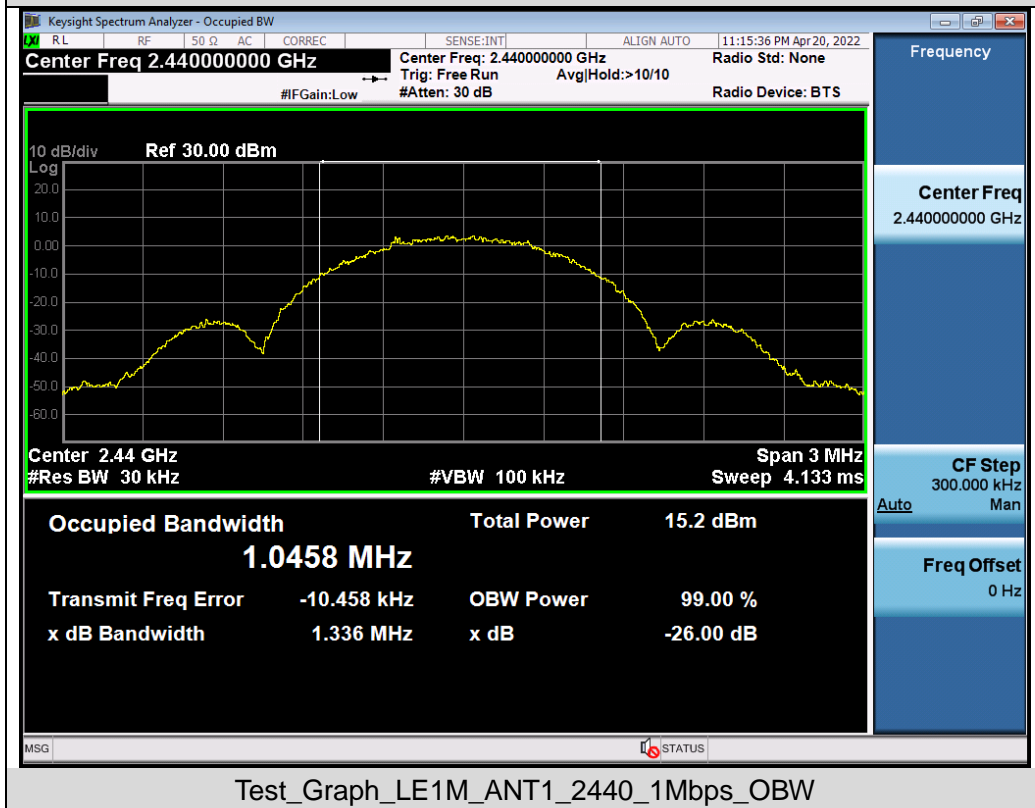 Keysight Spectrum Analyzer - Occupied BW
LXI RL RF 50 Ω AC CORREC SENSE:INT ALIGN AUTO 11:15:36 PM Apr 20, 2022
Center Freq 2.440000000 GHz
Center Freq: 2.440000000 GHz Radio Std: None
Trig: Free Run Avg|Hold:>10/10
#IFGain:Low #Atten: 30 dB Radio Device: BTS
Frequency
10 dB/div Ref 30.00 dBm
Log
20.0
10.0
0.00
-10.0
-20.0
-30.0
-40.0
-50.0
-60.0
Center 2.44 GHz Span 3 MHz
#Res BW 30 kHz #VBW 100 kHz Sweep 4.133 ms
Occupied Bandwidth Total Power 15.2 dBm
1.0458 MHz
Transmit Freq Error -10.458 kHz OBW Power 99.00 %
x dB Bandwidth 1.336 MHz x dB -26.00 dB
Center Freq
2.440000000 GHz
CF Step
300.000 kHz
Auto Man
Freq Offset
0 Hz
MSG STATUS
Test_Graph_LE1M_ANT1_2440_1Mbps_OBW